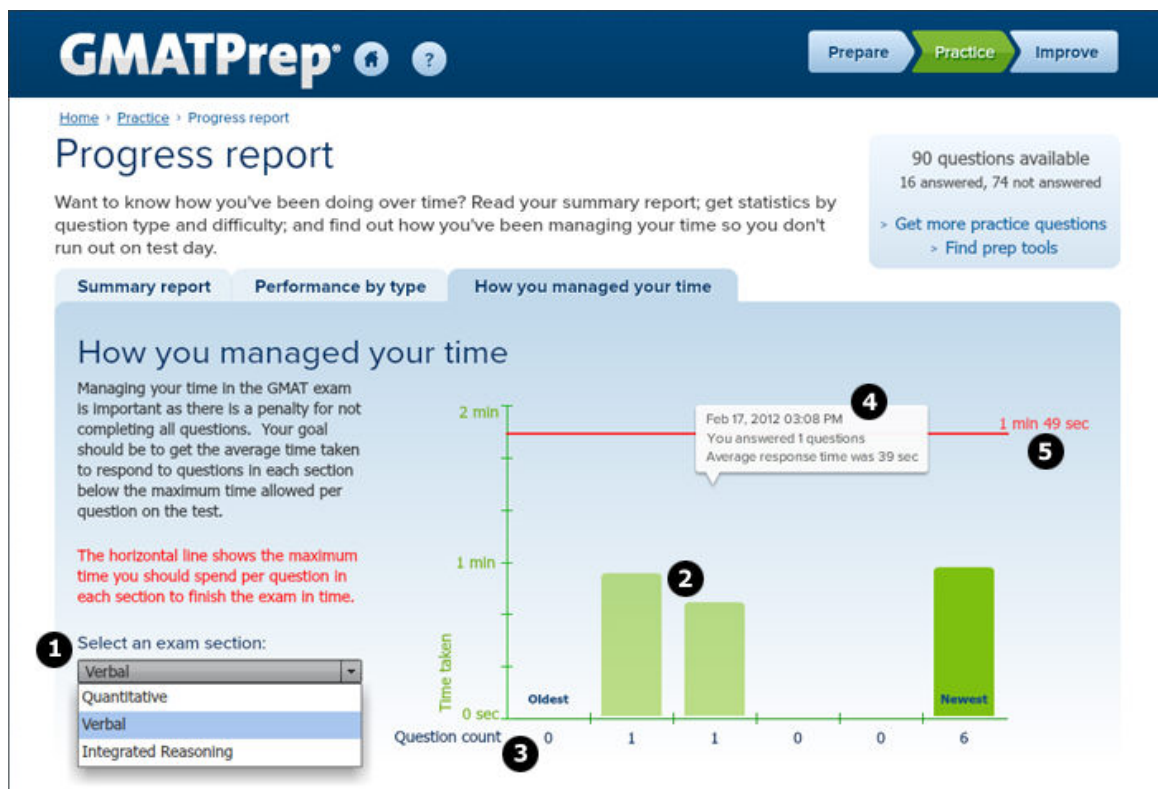 GMATPrep
?
Prepare
Practice
Improve
Home › Practice › Progress report
Progress report
Want to know how you've been doing over time? Read your summary report; get statistics by
question type and difficulty; and find out how you've been managing your time so you don't
run out on test day.
90 questions available
16 answered, 74 not answered
> Get more practice questions
> Find prep tools
Summary report
Performance by type
How you managed your time
How you managed your time
Managing your time in the GMAT exam
is important as there is a penalty for not
completing all questions. Your goal
should be to get the average time taken
to respond to questions in each section
below the maximum time allowed per
question on the test.
The horizontal line shows the maximum
time you should spend per question in
each section to finish the exam in time.
1
Select an exam section:
Verbal
Quantitative
Verbal
Integrated Reasoning
2 min
1 min
0 sec
Time taken
4
Feb 17, 2012 03:08 PM
You answered 1 questions
Average response time was 39 sec
1 min 49 sec
5
2
Oldest
Newest
Question count
3
0 1 1 0 0 6